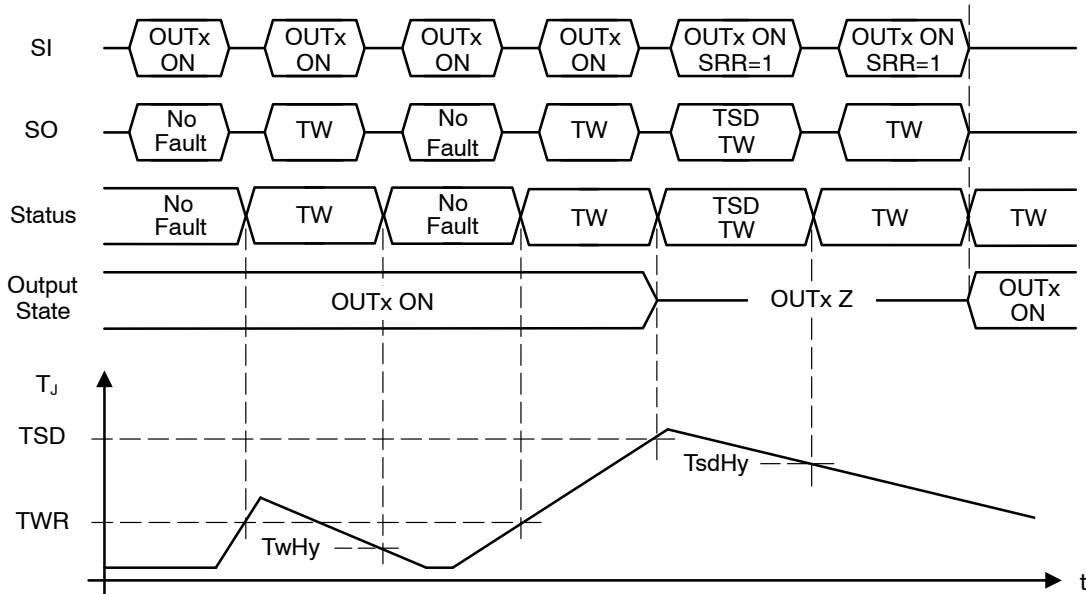 SI
OUTx
ON
OUTx
ON
OUTx
ON
OUTx
ON
OUTx ON
SRR=1
OUTx ON
SRR=1
SO
No
Fault
TW
No
Fault
TW
TSD
TW
TW
Status
No
Fault
TW
No
Fault
TW
TSD
TW
TW
TW
Output
State
OUTx ON
OUTx Z
OUTx
ON
TJ
TSD
TsdHy
TWR
TwHy
t